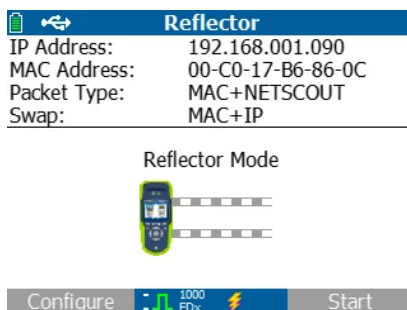 Reflector
IP Address: 192.168.001.090
MAC Address: 00-C0-17-B6-86-0C
Packet Type: MAC+NETSCOUT
Swap: MAC+IP
Reflector Mode
Configure 1000 FDx Start